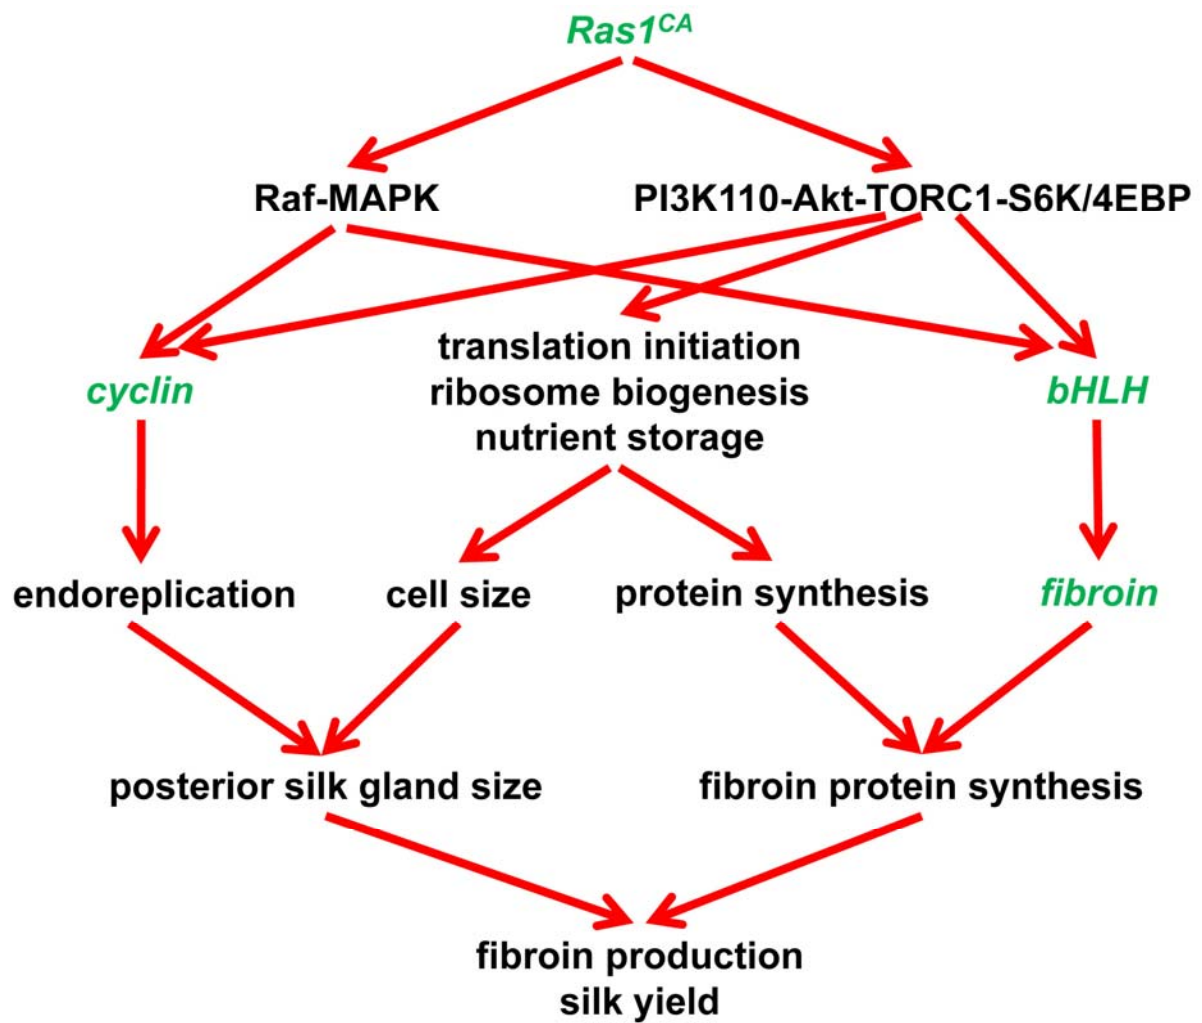 Ras1CA
Raf-MAPK
PI3K110-Akt-TORC1-S6K/4EBP
translation initiation
ribosome biogenesis
nutrient storage
cyclin
bHLH
endoreplication
cell size
protein synthesis
fibroin
posterior silk gland size
fibroin protein synthesis
fibroin production
silk yield